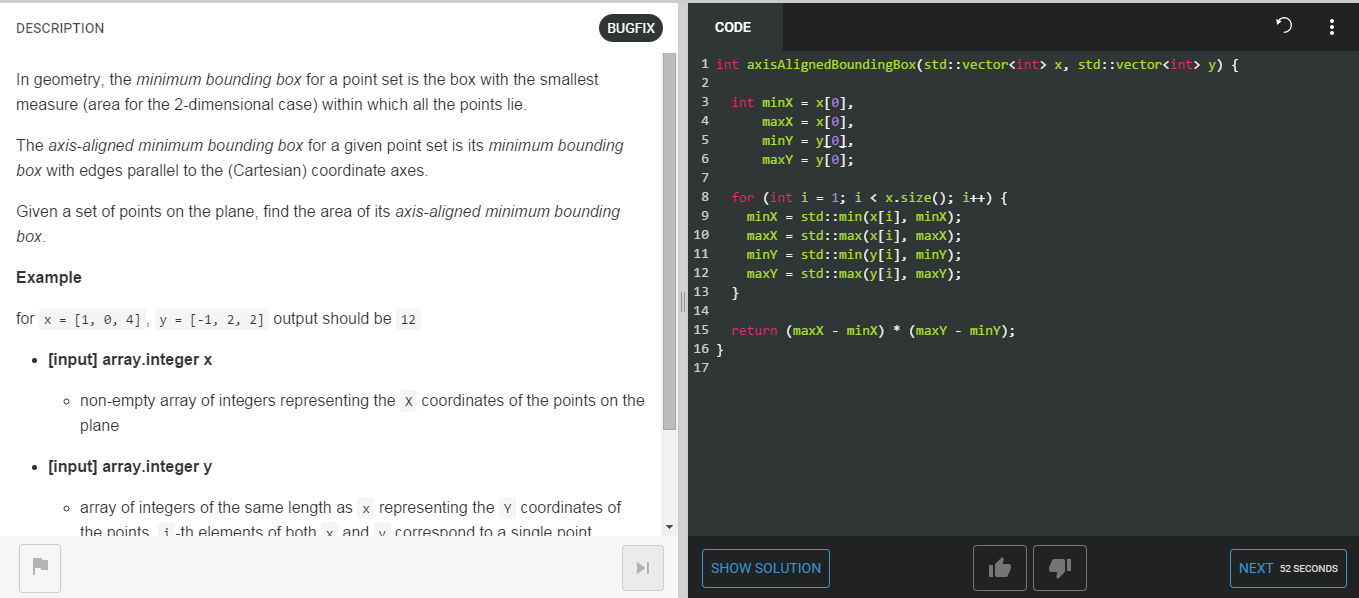 DESCRIPTION
BUGFIX
In geometry, the minimum bounding box for a point set is the box with the smallest
measure (area for the 2-dimensional case) within which all the points lie.
The axis-aligned minimum bounding box for a given point set is its minimum bounding
box with edges parallel to the (Cartesian) coordinate axes.
Given a set of points on the plane, find the area of its axis-aligned minimum bounding
box.
Example
for x = [1, 0, 4] , y = [-1, 2, 2] output should be 12
• [input] array.integer x
○ non-empty array of integers representing the X coordinates of the points on the
plane
• [input] array.integer y
○ array of integers of the same length as x representing the Y coordinates of
the points. i -th elements of both x and y correspond to a single point
CODE
1 int axisAlignedBoundingBox(std::vector<int> x, std::vector<int> y) {
2
3   int minX = x[0],
4       maxX = x[0],
5       minY = y[0],
6       maxY = y[0];
7
8   for (int i = 1; i < x.size(); i++) {
9     minX = std::min(x[i], minX);
10     maxX = std::max(x[i], maxX);
11     minY = std::min(y[i], minY);
12     maxY = std::max(y[i], maxY);
13   }
14
15   return (maxX - minX) * (maxY - minY);
16 }
17
SHOW SOLUTION
NEXT 52 SECONDS